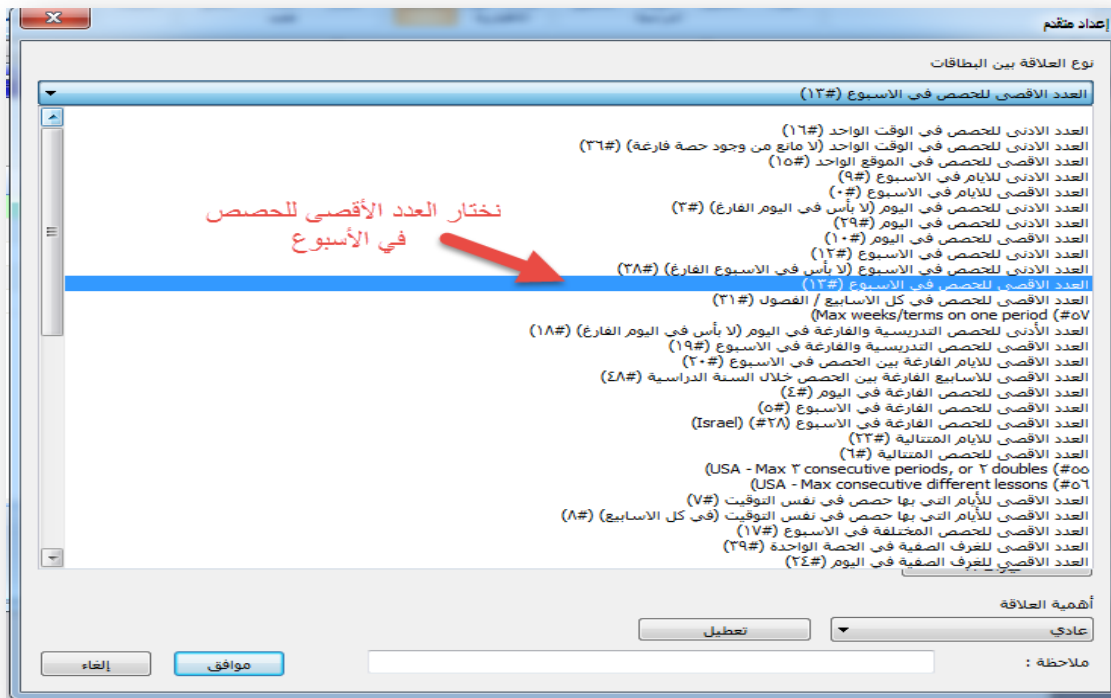 إعداد متقدم
نوع العلاقة بين البطاقات
العدد الاقصى للحصص في الاسبوع (#١٣)
العدد الادنى للحصص في الوقت الواحد (#١٦)
العدد الادنى للحصص في الوقت الواحد (لا مانع من وجود حصة فارغة) (#٣٦)
العدد الاقصى للحصص في الموقع الواحد (#١٥)
العدد الادنى للايام في الاسبوع (#٩)
العدد الاقصى للايام في الاسبوع (#٠)
العدد الادنى للحصص في اليوم (لا بأس في اليوم الفارغ) (#٣)
العدد الادنى للحصص في اليوم (#٢٩)
العدد الاقصى للحصص في اليوم (#١٠)
العدد الادنى للحصص في الاسبوع (#١٢)
العدد الادنى للحصص في الاسبوع (لا بأس في الاسبوع الفارغ) (#٣٨)
العدد الاقصى للحصص في الاسبوع (#١٣)
نختار العدد الأقصى للحصص
في الأسبوع
العدد الاقصى للحصص في كل الاسابيع / الفصول (#٣١)
Max weeks/terms on one period (#٥٧)
العدد الأدنى للحصص التدريسية والفارغة في اليوم (لا بأس في اليوم الفارغ) (#١٨)
العدد الاقصى للحصص التدريسية والفارغة في الاسبوع (#١٩)
العدد الاقصى للايام الفارغة بين الحصص في الاسبوع (#٢٠)
العدد الاقصى للاسابيع الفارغة بين الحصص خلال السنة الدراسية (#٤٨)
العدد الاقصى للحصص الفارغة في اليوم (#٤)
العدد الاقصى للحصص الفارغة في الاسبوع (#٥)
العدد الاقصى للحصص الفارغة في الاسبوع (#٢٨) (Israel)
العدد الاقصى للايام المتتالية (#٢٣)
العدد الاقصى للحصص المتتالية (#٦)
USA - Max ٣ consecutive periods, or ٢ doubles (#٥٥)
USA - Max consecutive different lessons (#٥٦)
العدد الاقصى للأيام التي بها حصص في نفس التوقيت (#٧)
العدد الاقصى للأيام التي بها حصص في نفس التوقيت (في كل الاسابيع) (#٨)
العدد الاقصى للحصص المختلفة في الاسبوع (#١٧)
العدد الاقصى للغرف الصفية في الحصة الواحدة (#٣٩)
العدد الاقصى للغرف الصفية في اليوم (#٢٤)
أهمية العلاقة
عادي
تعطيل
ملاحظة :
موافق
إلغاء